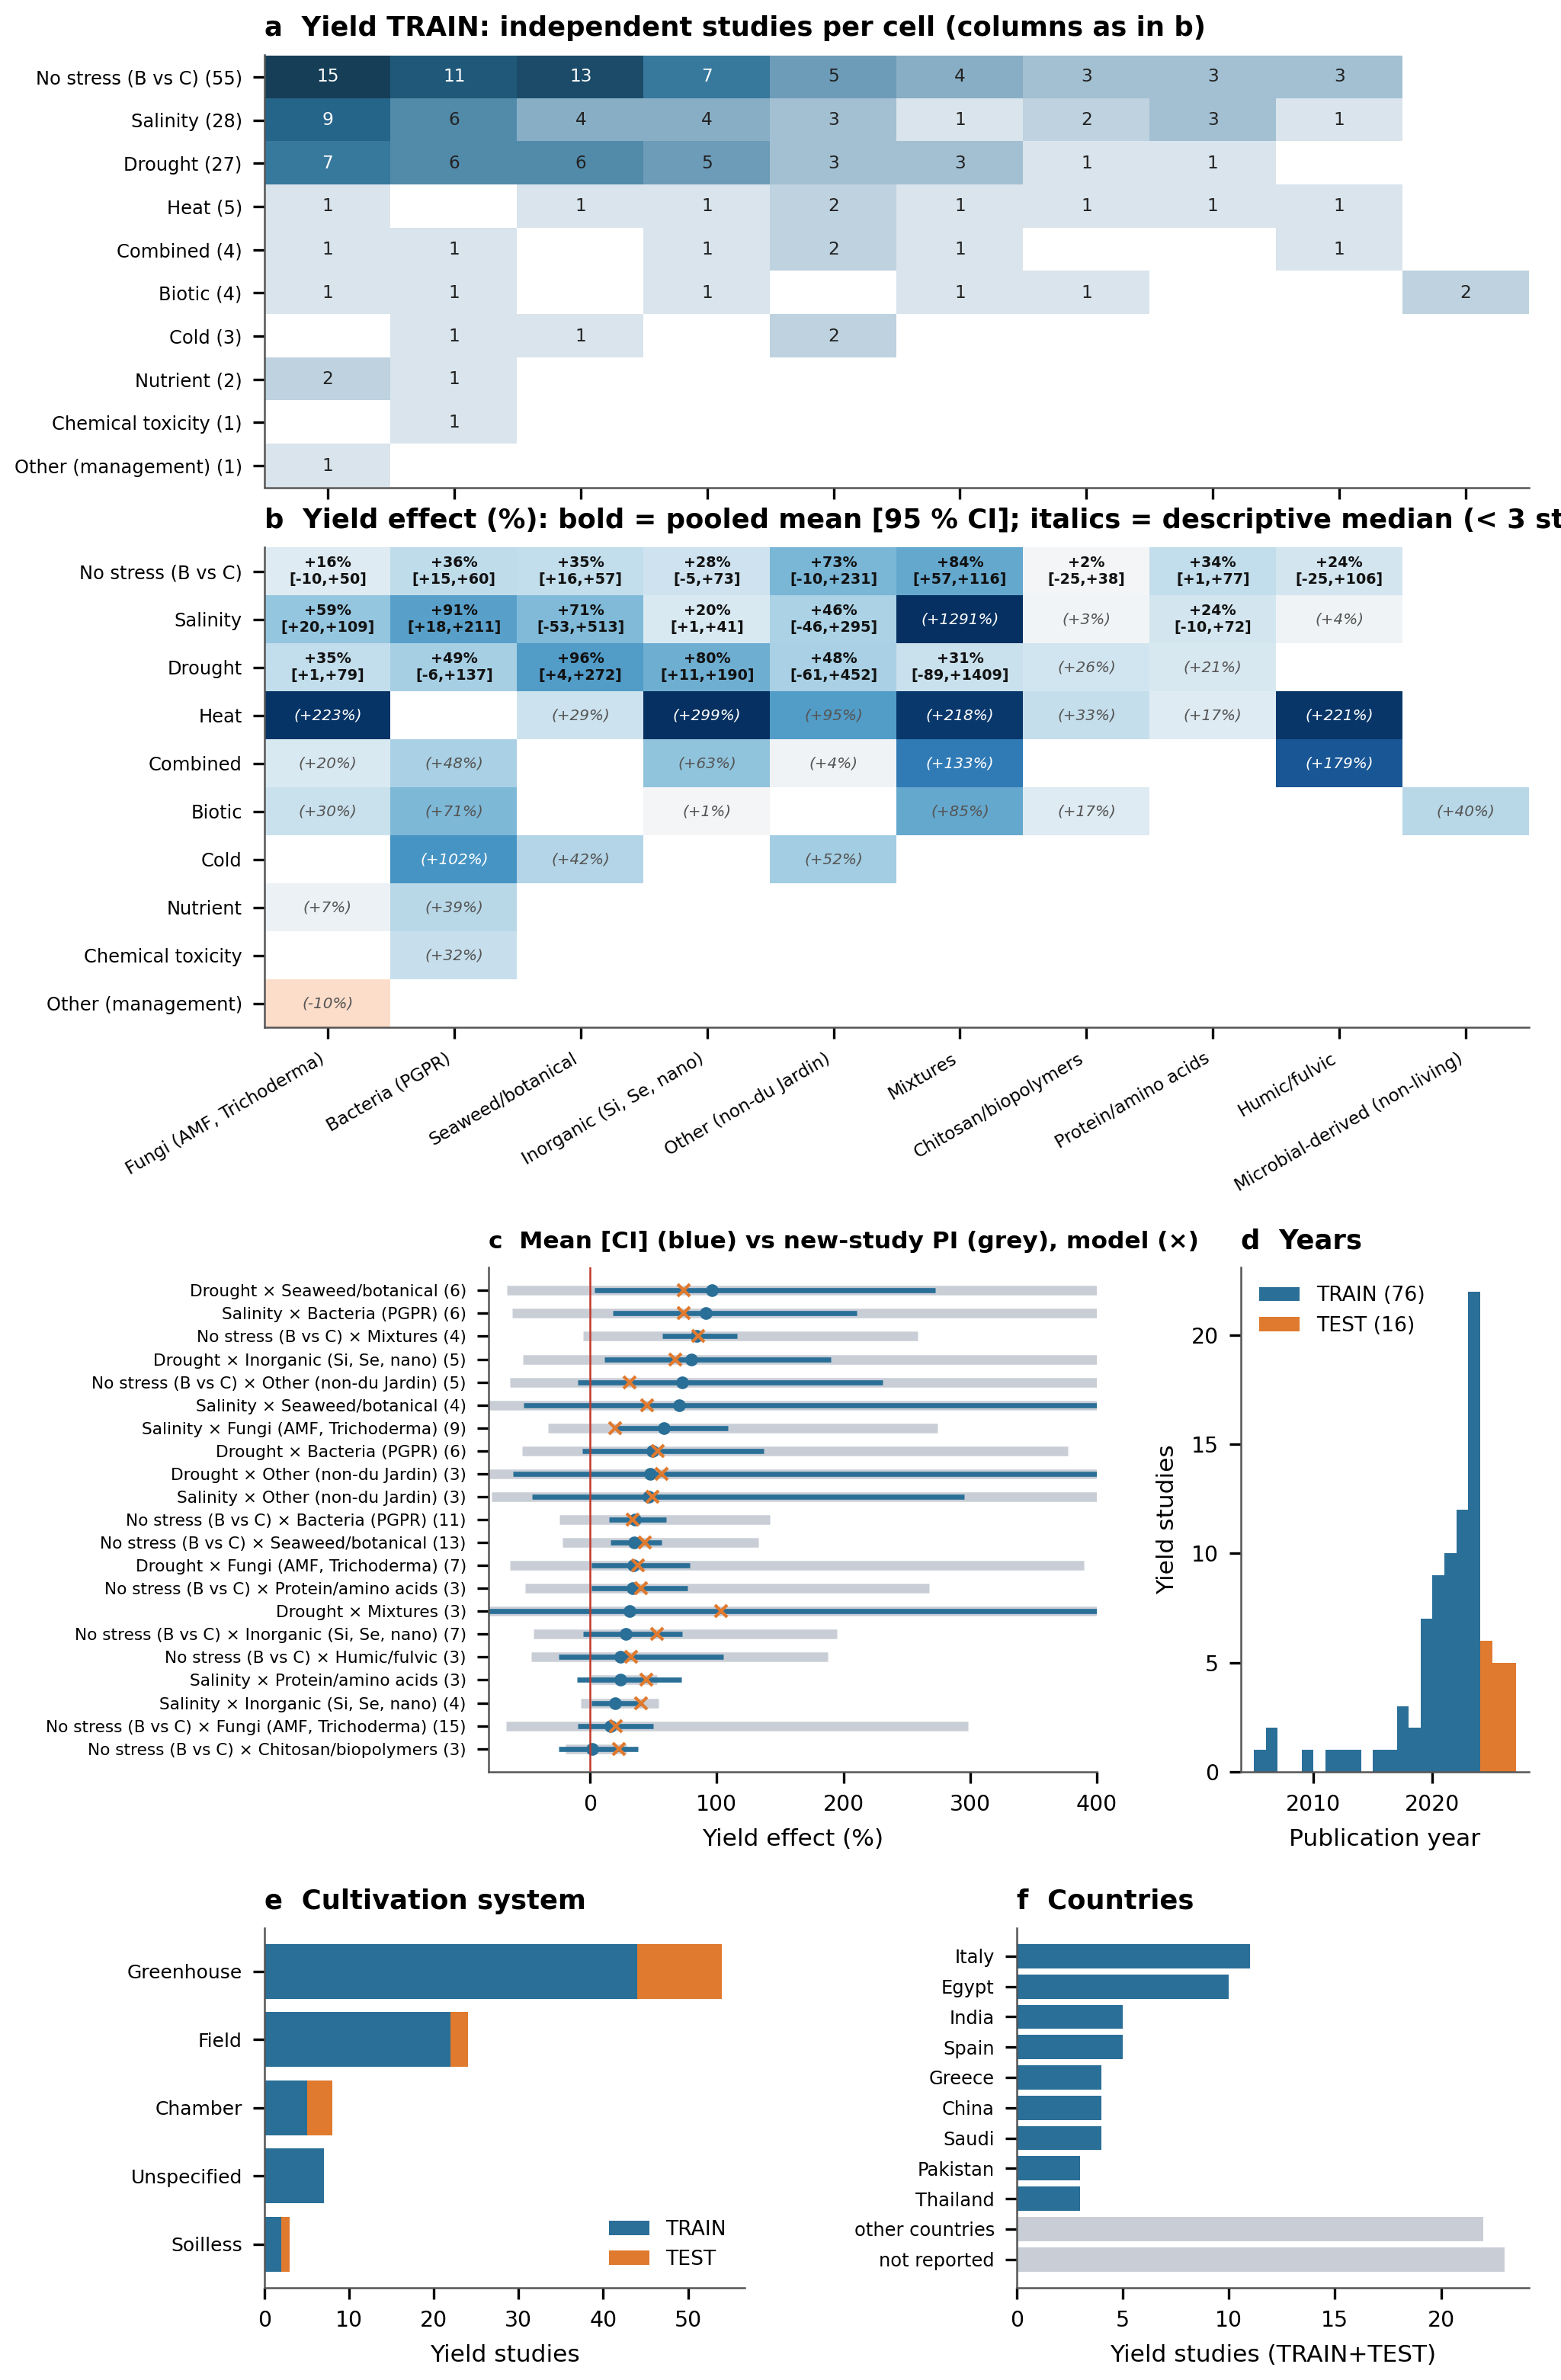 a  Yield TRAIN: independent studies per cell (columns as in b)
No stress (B vs C) (55) 15 11 13 7 5 4 3 3 3
Salinity (28) 9 6 4 4 3 1 2 3 1
Drought (27) 7 6 6 5 3 3 1 1
Heat (5) 1 1 1 2 1 1 1 1
Combined (4) 1 1 1 2 1 1
Biotic (4) 1 1 1 1 1 2
Cold (3) 1 1 2
Nutrient (2) 2 1
Chemical toxicity (1) 1
Other (management) (1) 1
b  Yield effect (%): bold = pooled mean [95 % CI]; italics = descriptive median (< 3 st
No stress (B vs C) +16% +36% +35% +28% +73% +84% +2% +34% +24%
[-10,+50] [+15,+60] [+16,+57] [-5,+73] [-10,+231] [+57,+116] [-25,+38] [+1,+77] [-25,+106]
Salinity +59% +91% +71% +20% +46% (+1291%) (+3%) +24% (+4%)
[+20,+109] [+18,+211] [-53,+513] [+1,+41] [-46,+295] [-10,+72]
Drought +35% +49% +96% +80% +48% +31% (+26%) (+21%)
[+1,+79] [-6,+137] [+4,+272] [+11,+190] [-61,+452] [-89,+1409]
Heat (+223%) (+29%) (+299%) (+95%) (+218%) (+33%) (+17%) (+221%)
Combined (+20%) (+48%) (+63%) (+4%) (+133%) (+179%)
Biotic (+30%) (+71%) (+1%) (+85%) (+17%) (+40%)
Cold (+102%) (+42%) (+52%)
Nutrient (+7%) (+39%)
Chemical toxicity (+32%)
Other (management) (-10%)
Fungi (AMF, Trichoderma)
Bacteria (PGPR)
Seaweed/botanical
Inorganic (Si, Se, nano)
Other (non-du Jardin)
Mixtures
Chitosan/biopolymers
Protein/amino acids
Humic/fulvic
Microbial-derived (non-living)
c  Mean [CI] (blue) vs new-study PI (grey), model (×)
Drought × Seaweed/botanical (6)
Salinity × Bacteria (PGPR) (6)
No stress (B vs C) × Mixtures (4)
Drought × Inorganic (Si, Se, nano) (5)
No stress (B vs C) × Other (non-du Jardin) (5)
Salinity × Seaweed/botanical (4)
Salinity × Fungi (AMF, Trichoderma) (9)
Drought × Bacteria (PGPR) (6)
Drought × Other (non-du Jardin) (3)
Salinity × Other (non-du Jardin) (3)
No stress (B vs C) × Bacteria (PGPR) (11)
No stress (B vs C) × Seaweed/botanical (13)
Drought × Fungi (AMF, Trichoderma) (7)
No stress (B vs C) × Protein/amino acids (3)
Drought × Mixtures (3)
No stress (B vs C) × Inorganic (Si, Se, nano) (7)
No stress (B vs C) × Humic/fulvic (3)
Salinity × Protein/amino acids (3)
Salinity × Inorganic (Si, Se, nano) (4)
No stress (B vs C) × Fungi (AMF, Trichoderma) (15)
No stress (B vs C) × Chitosan/biopolymers (3)
0 100 200 300 400
Yield effect (%)
d  Years
TRAIN (76)
TEST (16)
20
15
10
5
0
Yield studies
2010 2020
Publication year
e  Cultivation system
Greenhouse
Field
Chamber
Unspecified
Soilless
TRAIN
TEST
0 10 20 30 40 50
Yield studies
f  Countries
Italy
Egypt
India
Spain
Greece
China
Saudi
Pakistan
Thailand
other countries
not reported
0 5 10 15 20
Yield studies (TRAIN+TEST)